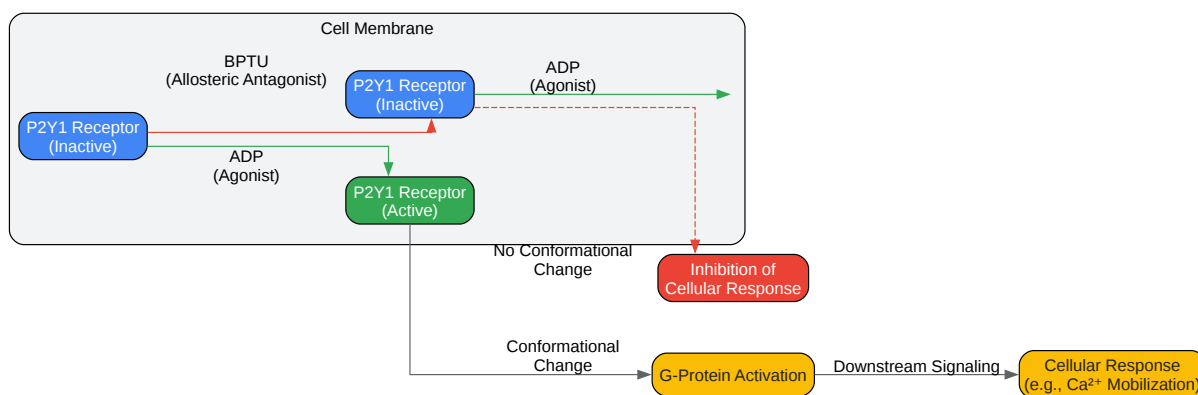 Cell Membrane
BPTU
(Allosteric Antagonist)
P2Y1 Receptor
(Inactive)
ADP
(Agonist)
P2Y1 Receptor
(Inactive)
ADP
(Agonist)
P2Y1 Receptor
(Active)
No Conformational
Change
Inhibition of
Cellular Response
Conformational
Change
G-Protein Activation
Downstream Signaling
Cellular Response
(e.g., Ca²⁺ Mobilization)